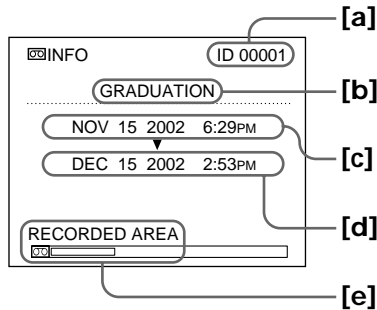 [a]
INFO ID 00001
GRADUATION [b]
NOV 15 2002 6:29PM
[c]
DEC 15 2002 2:53PM
[d]
RECORDED AREA
[e]